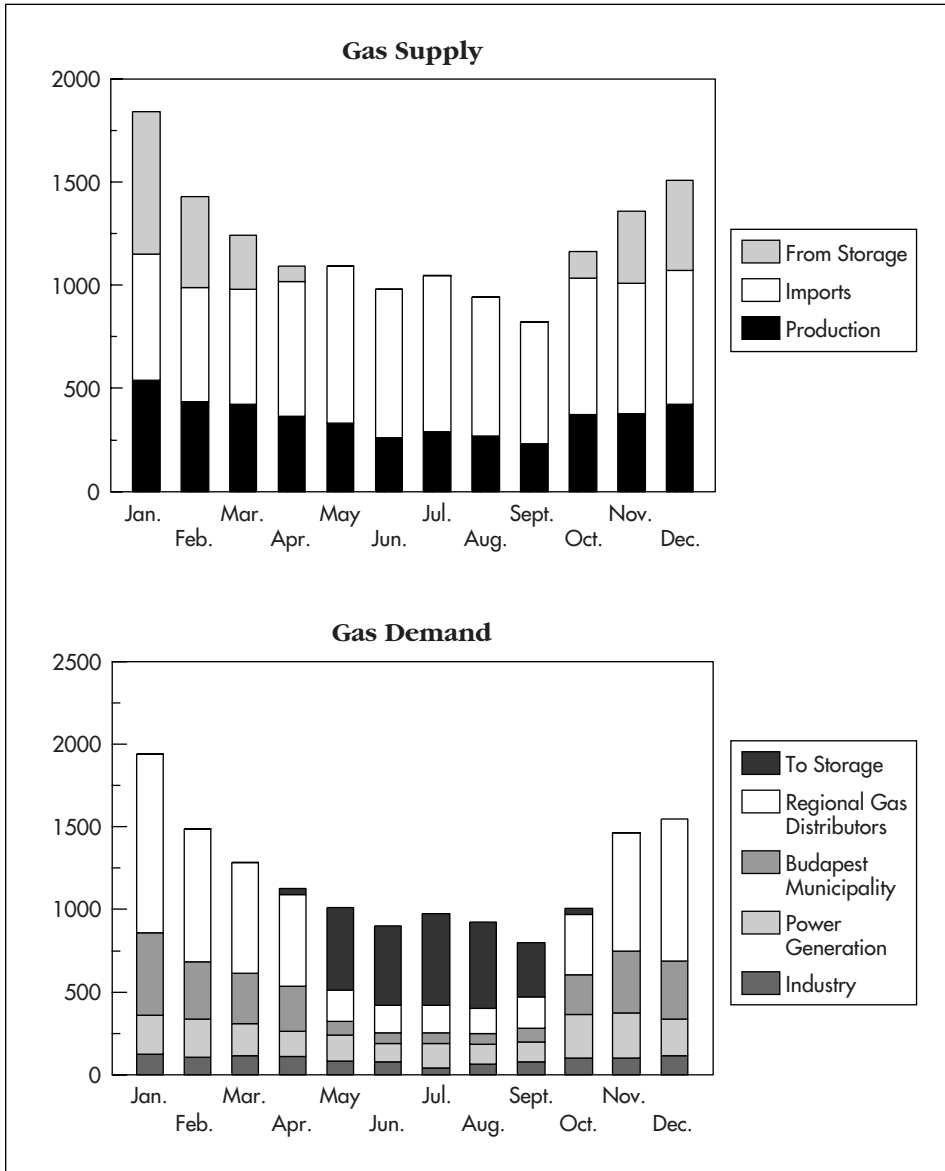 Gas Supply
2000
1500
1000
500
0
Jan. Mar. May Jul. Sept. Nov.
Feb. Apr. Jun. Aug. Oct. Dec.
From Storage
Imports
Production
Gas Demand
2500
2000
1500
1000
500
0
Jan. Mar. May Jul. Sept. Nov.
Feb. Apr. Jun. Aug. Oct. Dec.
To Storage
Regional Gas
Distributors
Budapest
Municipality
Power
Generation
Industry